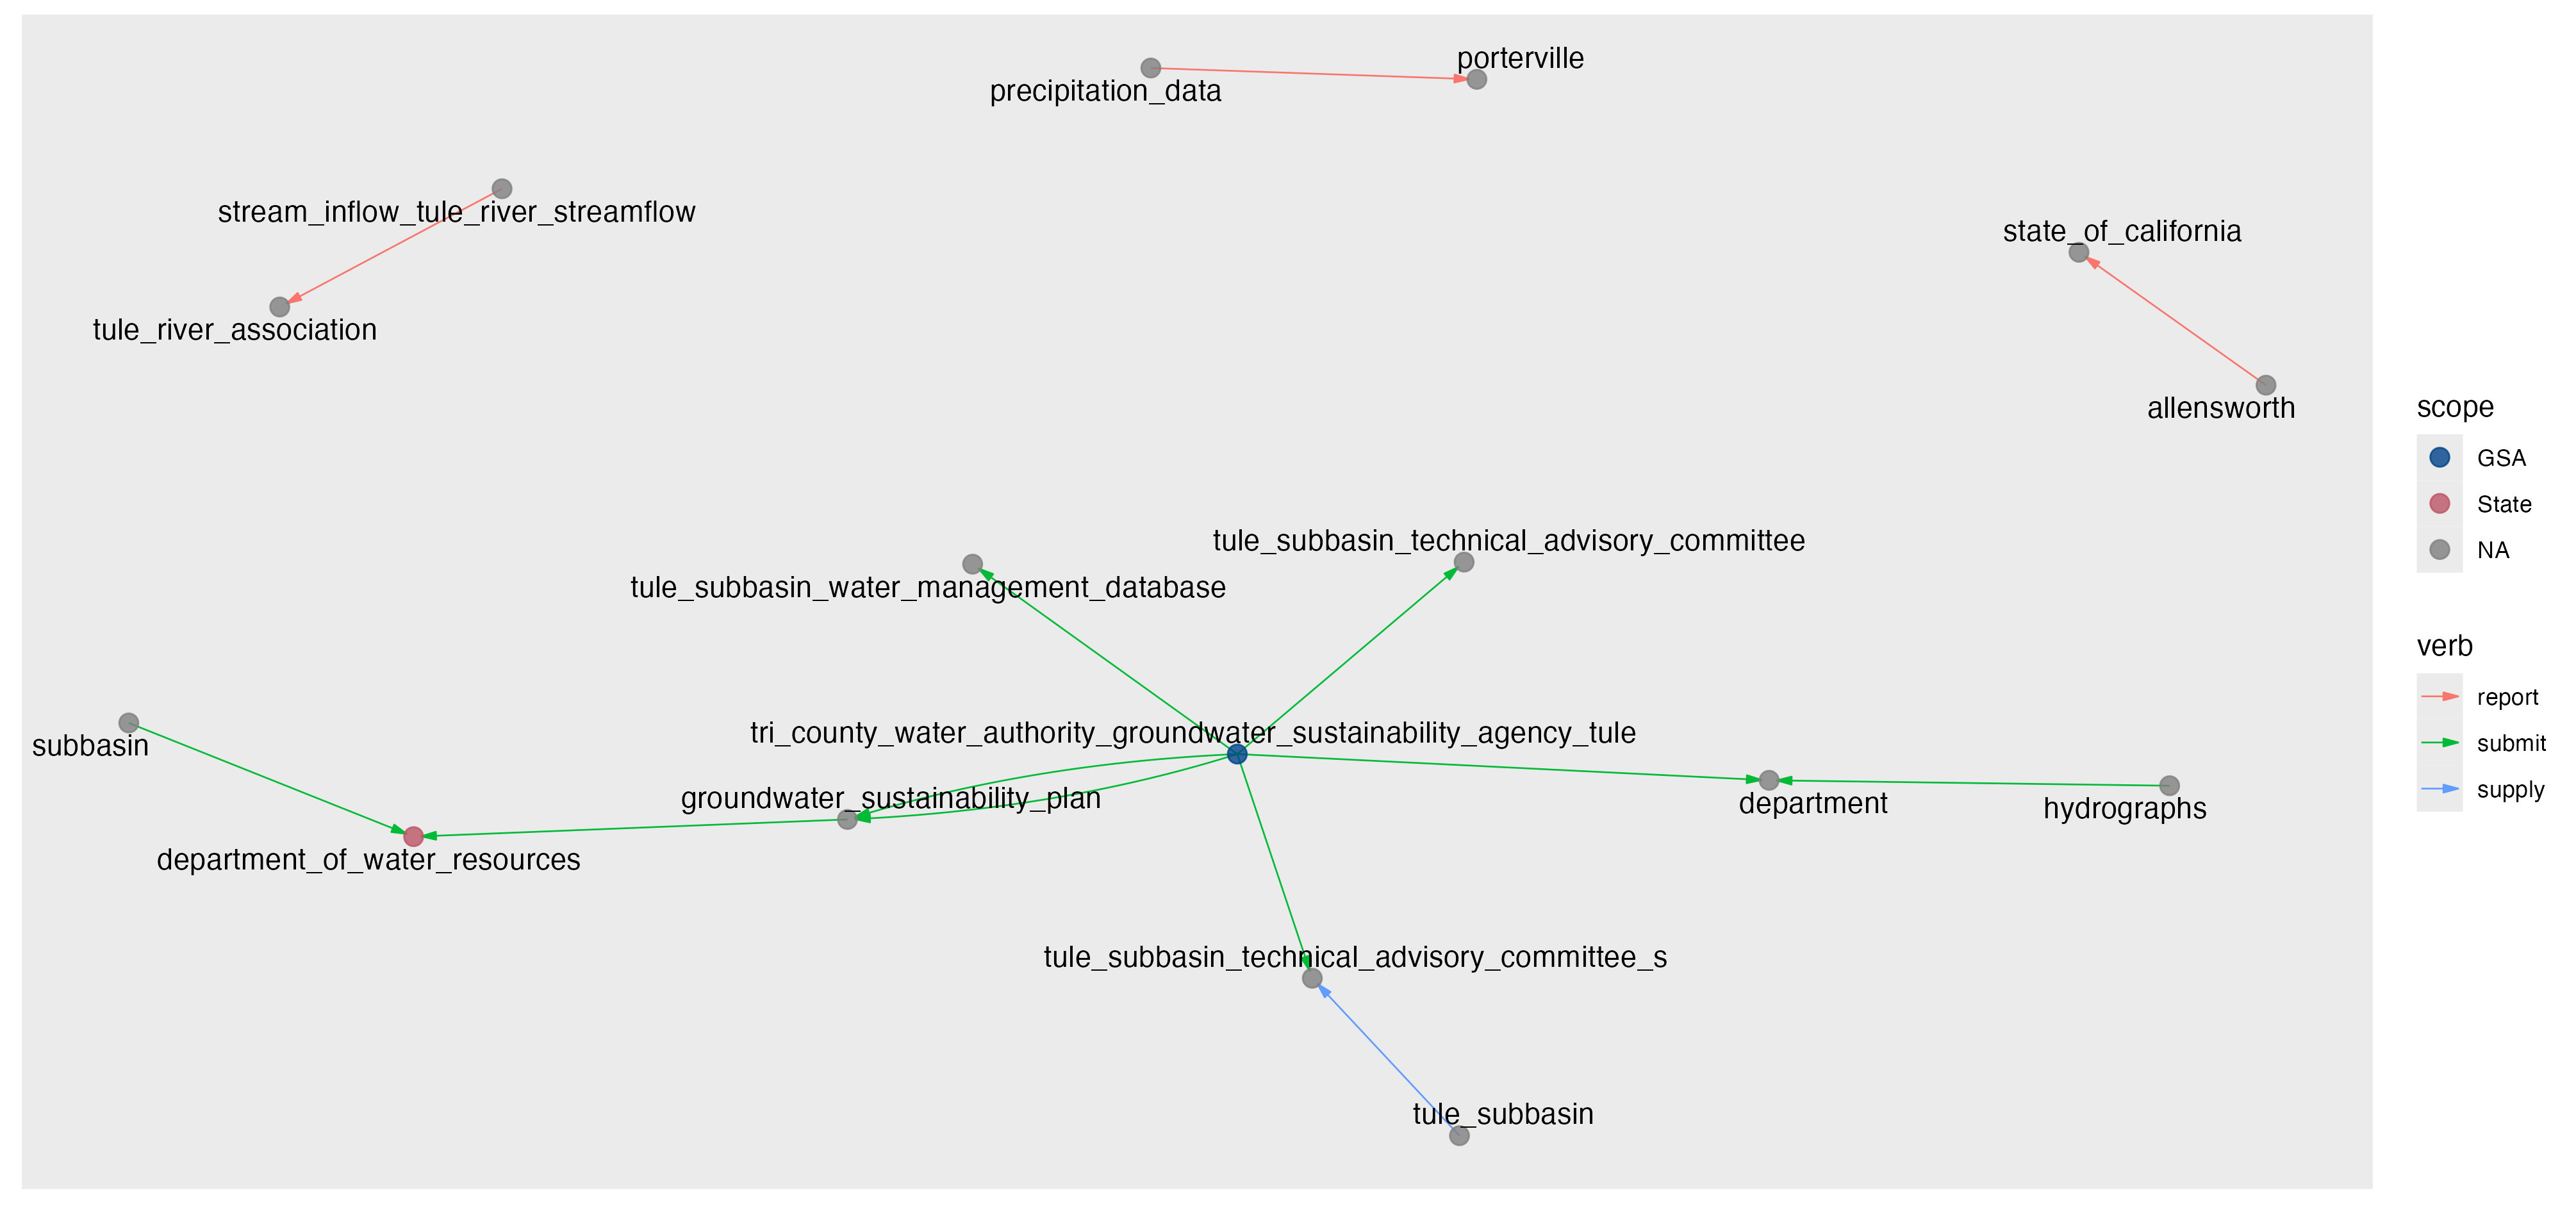 porterville
precipitation_data
stream_inflow_tule_river_streamflow
state_of_california
tule_river_association
allensworth
tule_subbasin_technical_advisory_committee
tule_subbasin_water_management_database
tri_county_water_authority_groundwater_sustainability_agency_tule
subbasin
groundwater_sustainability_plan
department
hydrographs
department_of_water_resources
tule_subbasin_technical_advisory_committee_s
tule_subbasin
scope
GSA
State
NA
verb
report
submit
supply